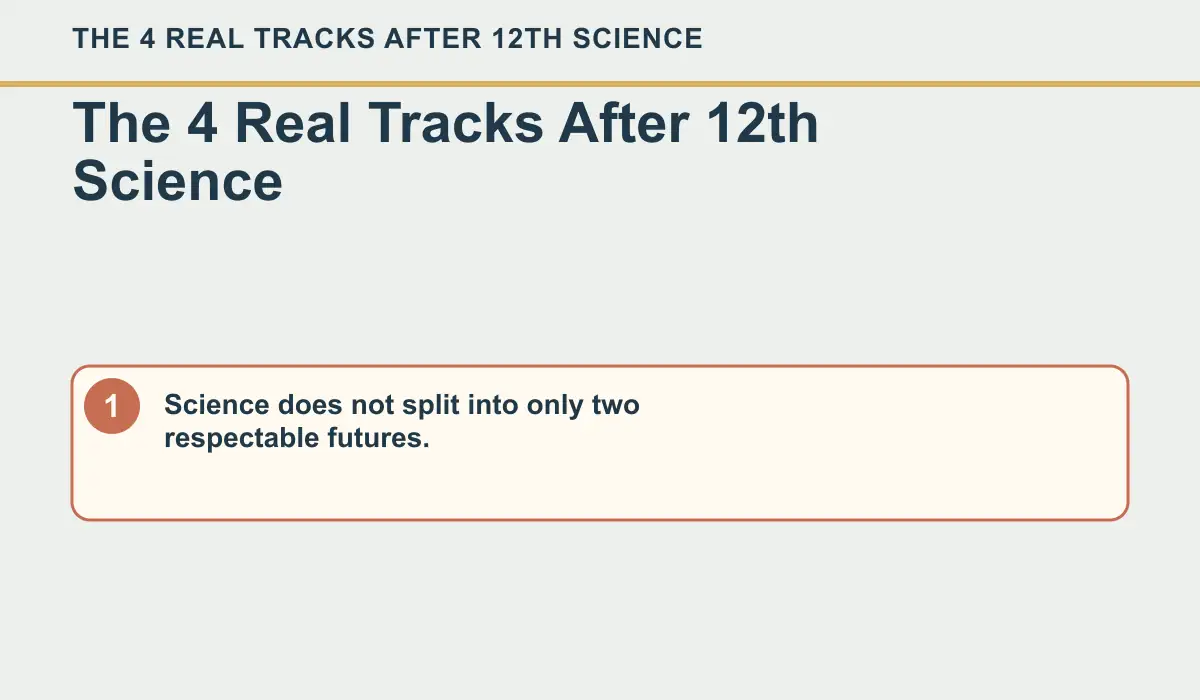 THE 4 REAL TRACKS AFTER 12TH SCIENCE
The 4 Real Tracks After 12th
Science
1
Science does not split into only two
respectable futures.